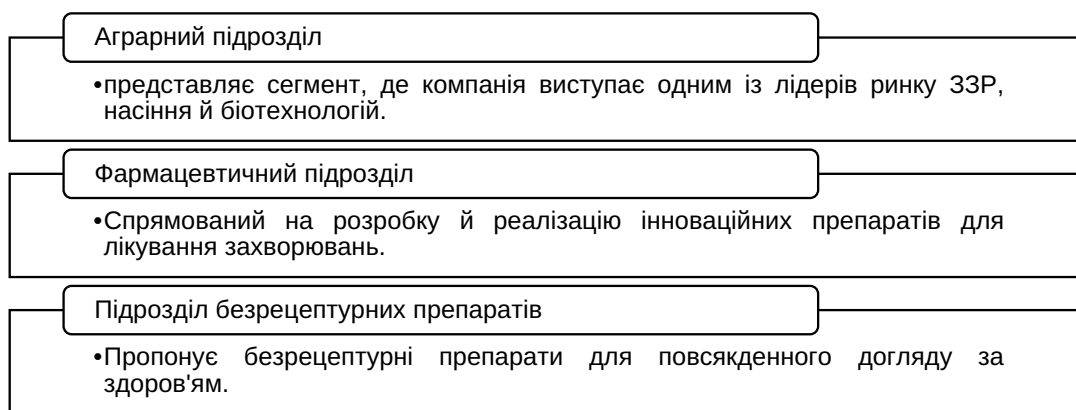 Аграрний підрозділ
•представляє сегмент, де компанія виступає одним із лідерів ринку ЗЗР,
насіння й біотехнологій.
Фармацевтичний підрозділ
•Спрямований на розробку й реалізацію інноваційних препаратів для
лікування захворювань.
Підрозділ безрецептурних препаратів
•Пропонує безрецептурні препарати для повсякденного догляду за
здоров'ям.